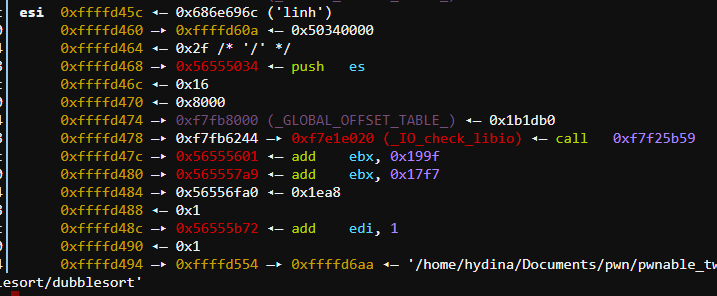 esi 0xffffd45c ◂— 0x686e696c ('linh')
0xffffd460 —▸ 0xffffd60a ◂— 0x50340000
0xffffd464 ◂— 0x2f /* '/' */
0xffffd468 —▸ 0x56555034 ◂— push es
0xffffd46c ◂— 0x16
0xffffd470 ◂— 0x8000
0xffffd474 —▸ 0xf7fb8000 (_GLOBAL_OFFSET_TABLE_) ◂— 0x1b1db0
0xffffd478 —▸ 0xf7fb6244 —▸ 0xf7e1e020 (_IO_check_libio) ◂— call 0xf7f25b59
0xffffd47c —▸ 0x56555601 ◂— add ebx, 0x199f
0xffffd480 —▸ 0x565557a9 ◂— add ebx, 0x17f7
0xffffd484 —▸ 0x56556fa0 ◂— 0x1ea8
0xffffd488 ◂— 0x1
0xffffd48c —▸ 0x56555b72 ◂— add edi, 1
0xffffd490 ◂— 0x1
0xffffd494 —▸ 0xffffd554 —▸ 0xffffd6aa ◂— '/home/hydina/Documents/pwn/pwnable_tw
lesort/dubblesort'